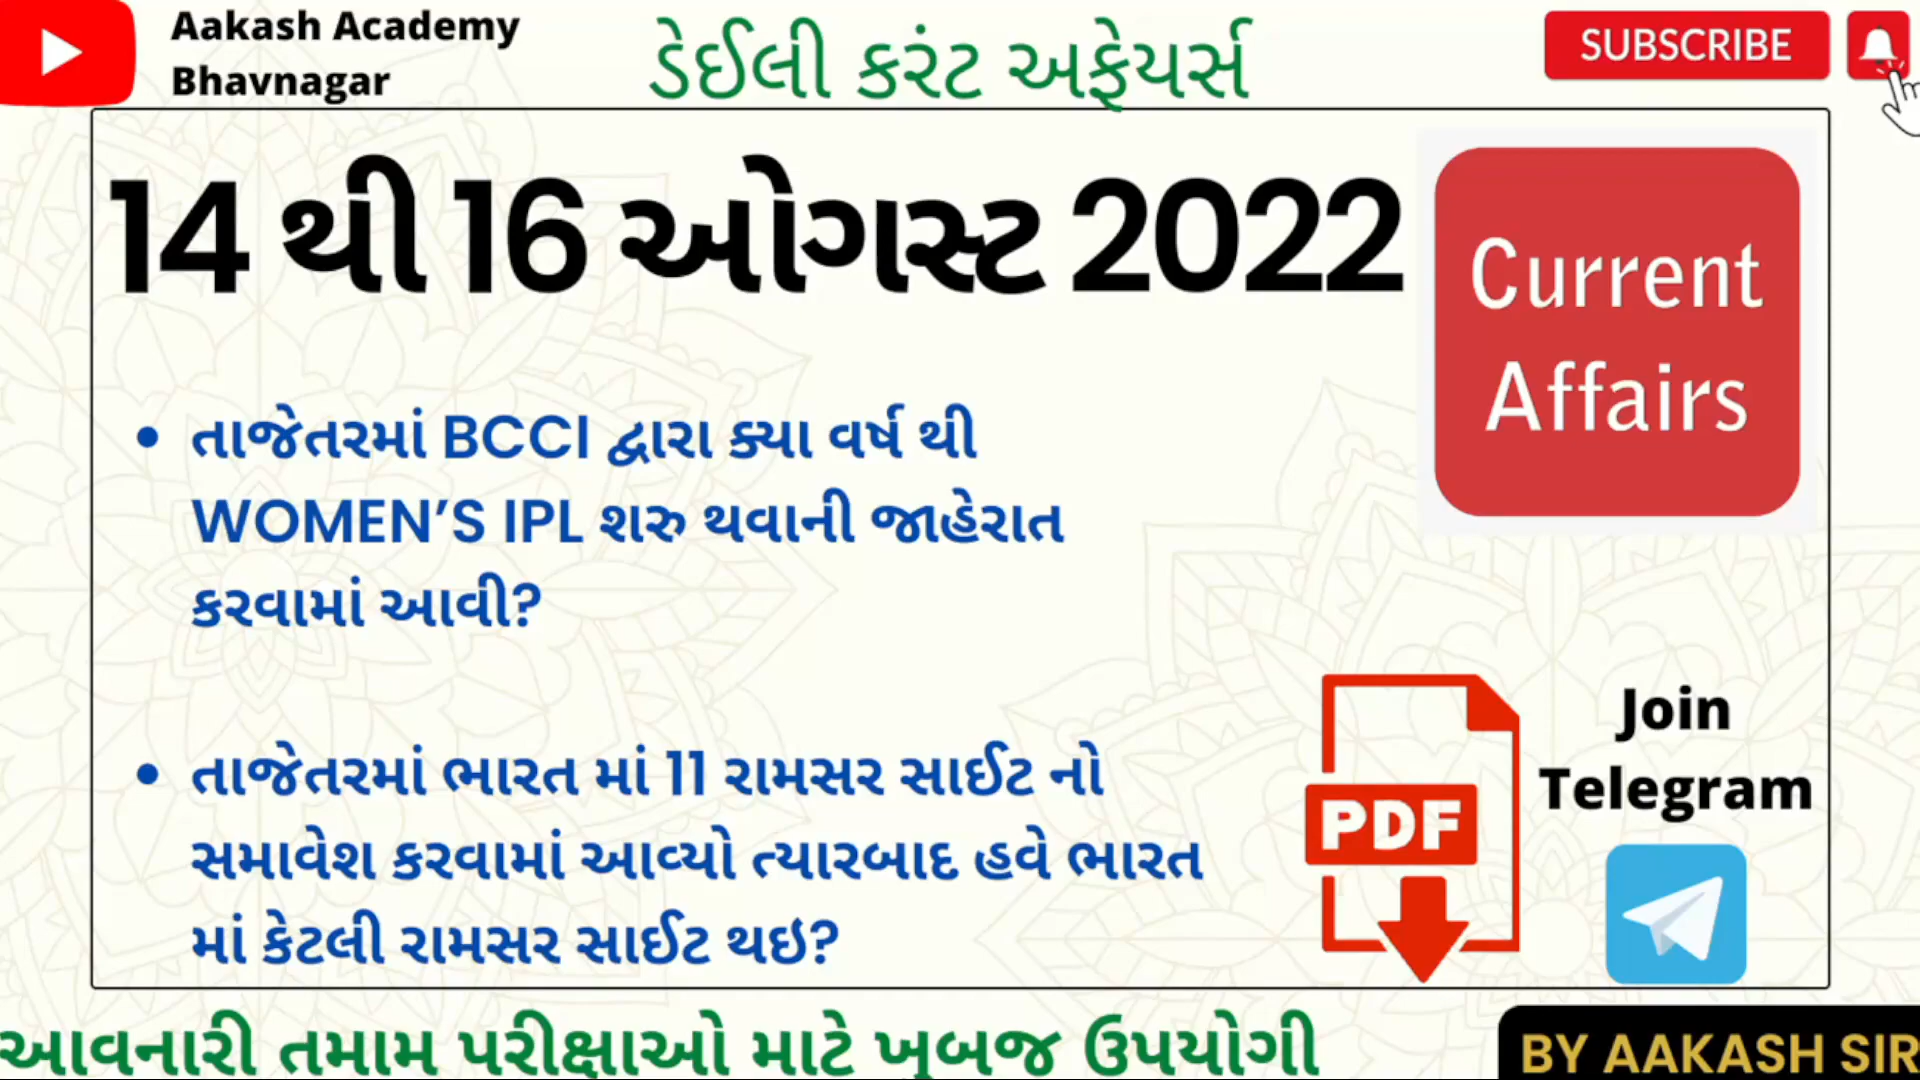 Aakash Academy
Bhavnagar
ડેઈલી કરંટ અફેયર્સ
SUBSCRIBE
14 થી 16 ઓગસ્ટ 2022
Current
Affairs
• તાજેતરમાં BCCI દ્વારા ક્યા વર્ષ થી
WOMEN’S IPL શરુ થવાની જાહેરાત
કરવામાં આવી?
• તાજેતરમાં ભારત માં 11 રામસર સાઈટ નો
સમાવેશ કરવામાં આવ્યો ત્યારબાદ હવે ભારત
માં કેટલી રામસર સાઈટ થઇ?
PDF
Join
Telegram
આવનારી તમામ પરીક્ષાઓ માટે ખુબજ ઉપયોગી
BY AAKASH SIR